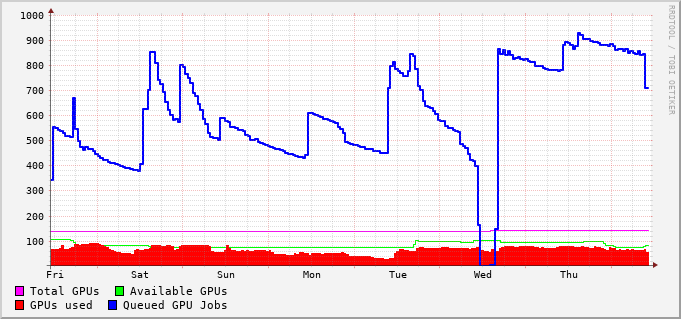 1000
900
800
700
600
500
400
300
200
100
Fri Sat Sun Mon Tue Wed Thu
Total GPUs Available GPUs
GPUs used Queued GPU Jobs
RRDTOOL / TOBI OETIKER